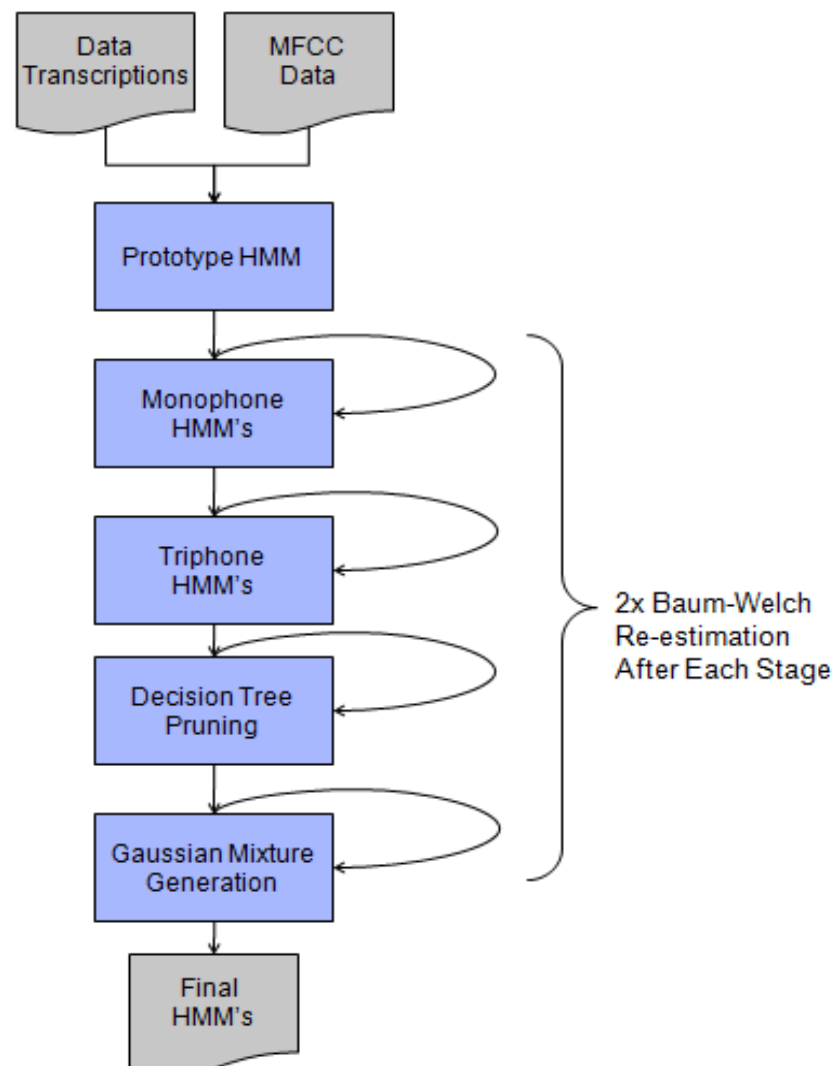 Data
Transcriptions
MFCC
Data
Prototype HMM
Monophone
HMM's
Triphone
HMM's
2x Baum-Welch
Re-estimation
After Each Stage
Decision Tree
Pruning
Gaussian Mixture
Generation
Final
HMM's